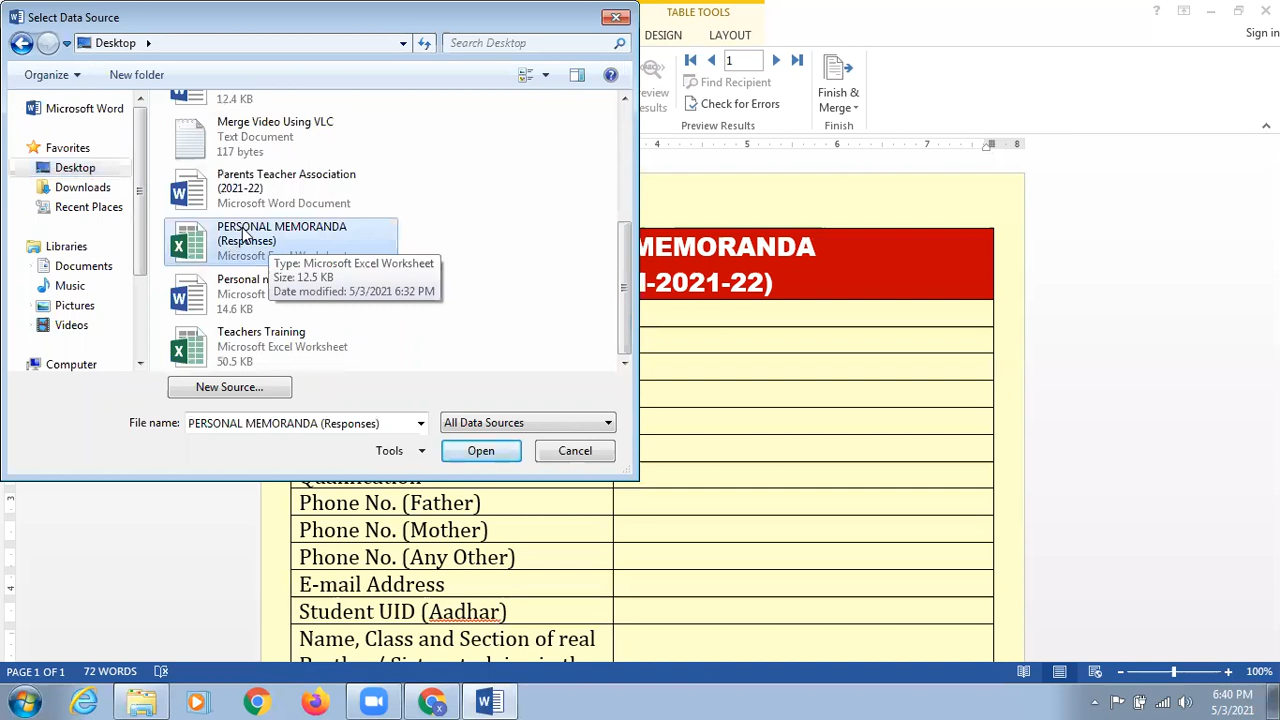 Select Data Source
Desktop
Search Desktop
Organize
New folder
Microsoft Word
Favorites
Desktop
Downloads
Recent Places
Libraries
Documents
Music
Pictures
Videos
Computer
12.4 KB
Merge Video Using VLC
Text Document
117 bytes
Parents Teacher Association
(2021-22)
Microsoft Word Document
PERSONAL MEMORANDA
(Responses)
Type: Microsoft Excel Worksheet
Size: 12.5 KB
Date modified: 5/3/2021 6:32 PM
14.6 KB
Teachers Training
Microsoft Excel Worksheet
50.5 KB
New Source...
File name:
PERSONAL MEMORANDA (Responses)
All Data Sources
Tools
Open
Cancel
TABLE TOOLS
DESIGN
LAYOUT
Sign in
1
Find Recipient
Check for Errors
Preview Results
Finish &
Merge
Finish
4 5 6 7 8
MEMORANDA
-2021-22)
Phone No. (Father)
Phone No. (Mother)
Phone No. (Any Other)
E-mail Address
Student UID (Aadhar)
Name, Class and Section of real
PAGE 1 OF 1
72 WORDS
100%
6:40 PM
5/3/2021